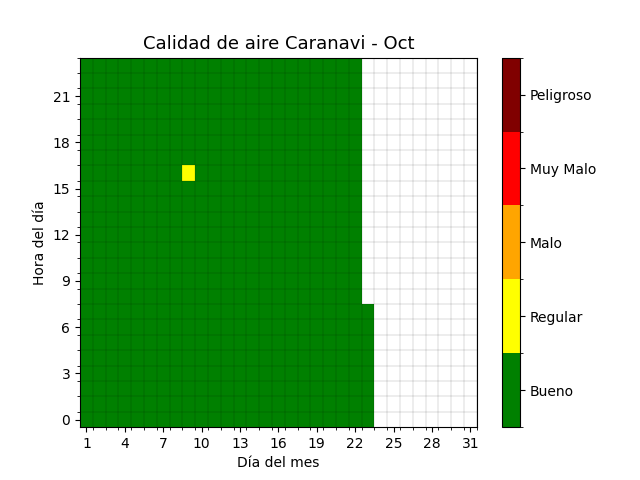 Calidad de aire Caranavi - Oct
Hora del día
21
18
15
12
9
6
3
0
1 4 7 10 13 16 19 22 25 28 31
Día del mes
Peligroso
Muy Malo
Malo
Regular
Bueno